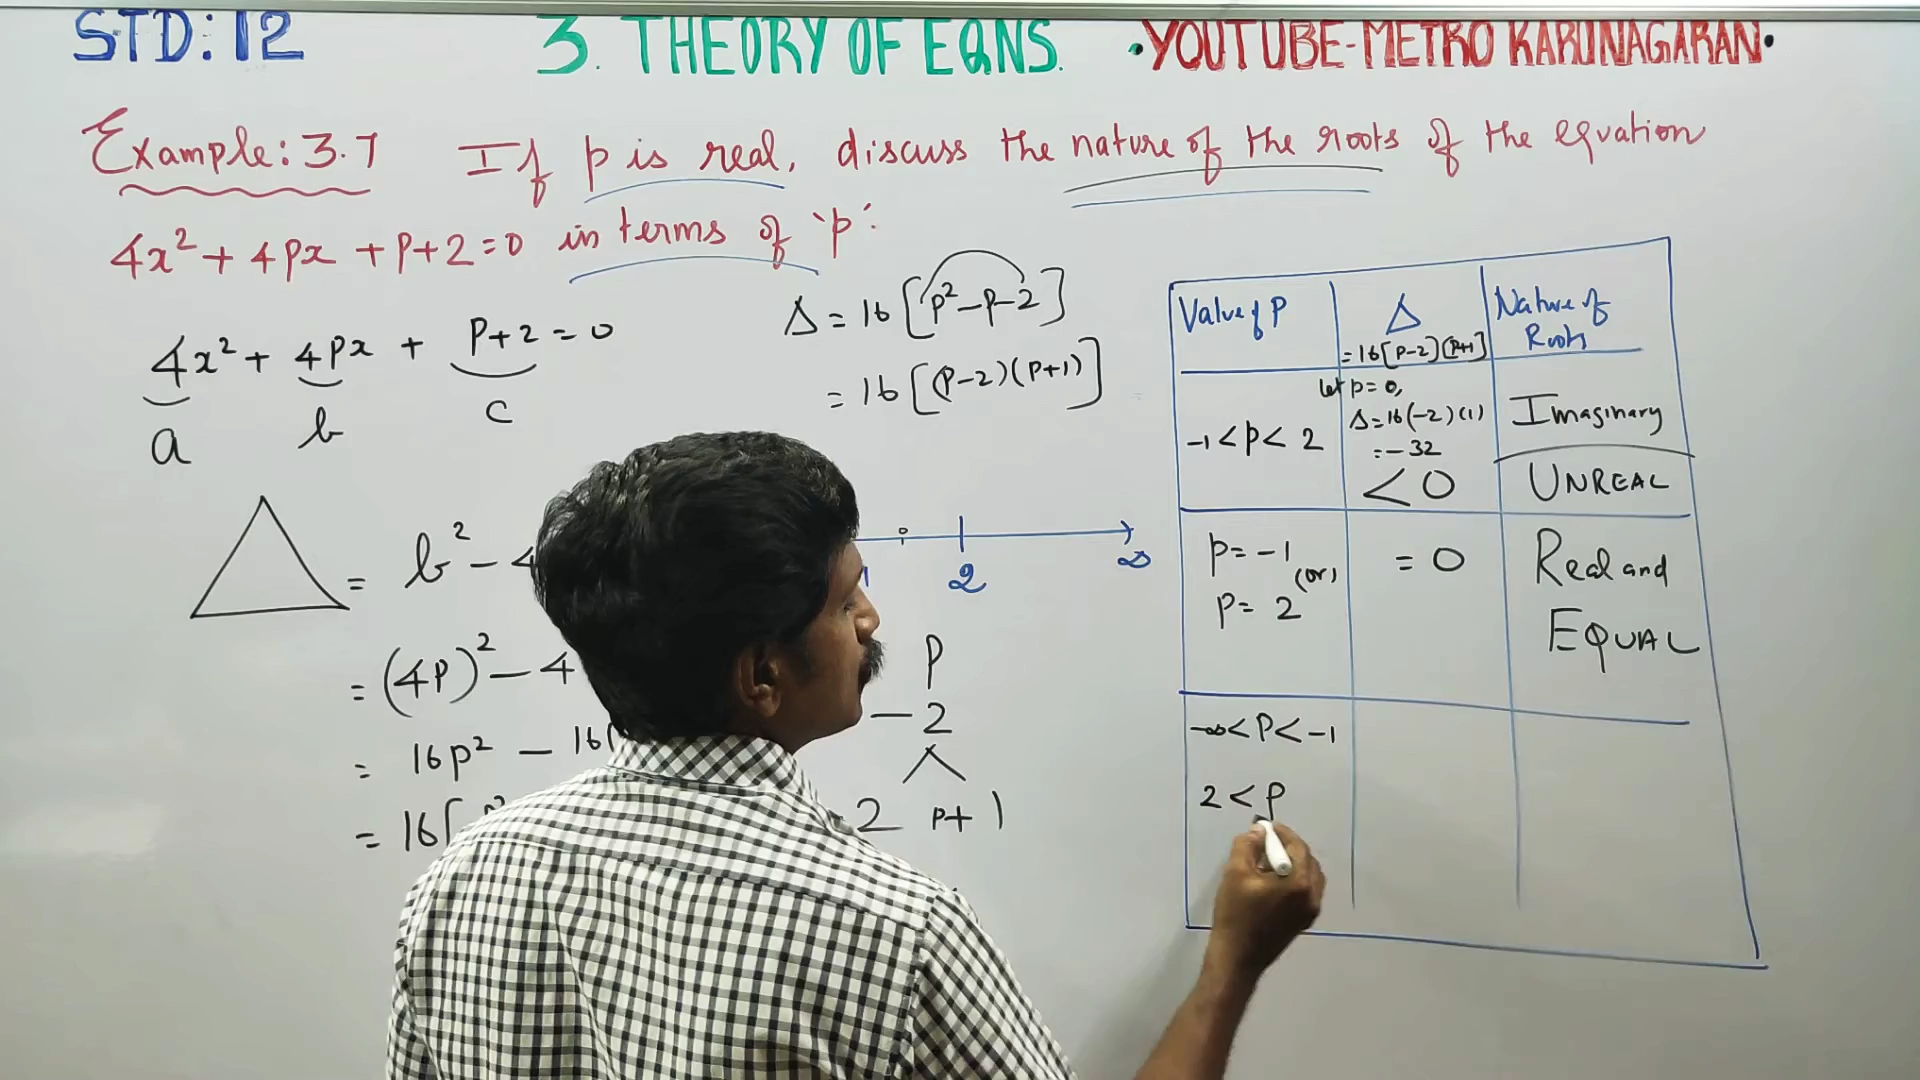 STD: 12
3. THEORY OF EQNS.
•YOUTUBE-METRO KARUNAGARAN•
Example: 3.7 If p is real, discuss the nature of the roots of the equation
4x² + 4px + p+2=0 in terms of 'p'.
4x² + 4px + p+2 = 0
a b c
Δ = 16[p²-p-2]
= 16[(p-2)(p+1)]
△ = b² - 4
= (4p)² - 4
= 16p² - 16(
= 16[
2 ∞
p
-2
2 p+1
Value of P
Δ
=16[p-2)(p+1]
Nature of
Roots
-1 < p < 2
let p = 0,
Δ=16(-2)(1)
= -32
< 0
Imaginary
UNREAL
p = -1
(or)
p = 2
= 0
Real and
EQUAL
-∞ < P < -1
2 < p